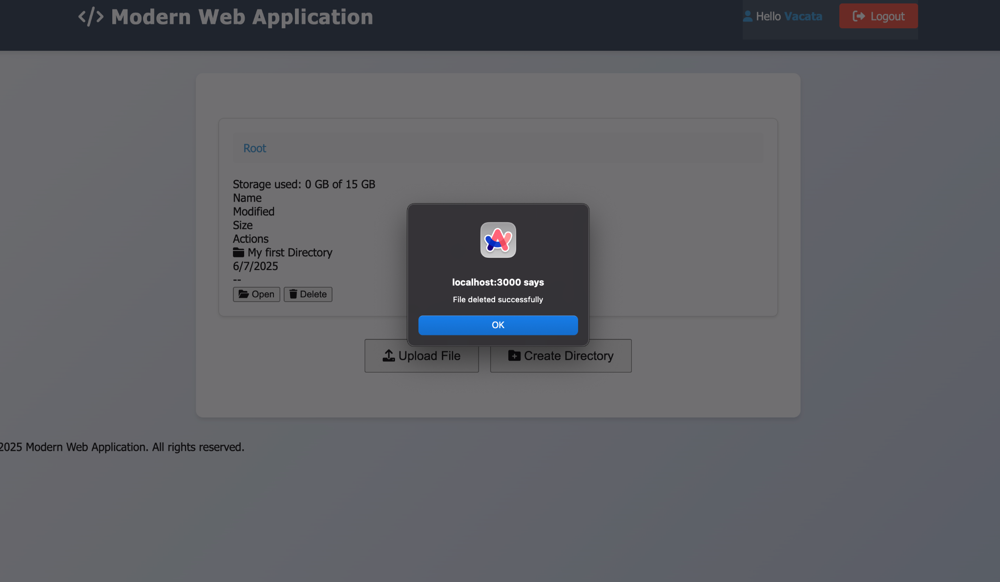 </> Modern Web Application
Hello Vacata
Logout
Root
Storage used: 0 GB of 15 GB
Name
Modified
Size
Actions
My first Directory
6/7/2025
--
Open Delete
localhost:3000 says
File deleted successfully
OK
Upload File Create Directory
2025 Modern Web Application. All rights reserved.